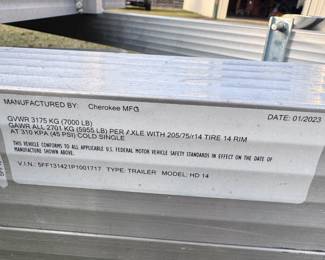 MANUFACTURED BY: Cherokee MFG DATE: 01/2023
GVWR 3175 KG (7000 LB)
GAWR ALL 2701 KG (5955 LB) PER / XLE WITH 205/75/r14 TIRE 14 RIM
AT 310 KPA (45 PSI) COLD SINGLE
THIS VEHICLE CONFORMS TO ALL APPLICABLE U.S. FEDERAL MOTOR VEHICLE SAFETY STANDARDS IN EFFECT ON THE DATE OF
MANUFACTURE SHOWN ABOVE.
V.I.N.: 5FF131421P1001717 TYPE: TRAILER MODEL: HD 14